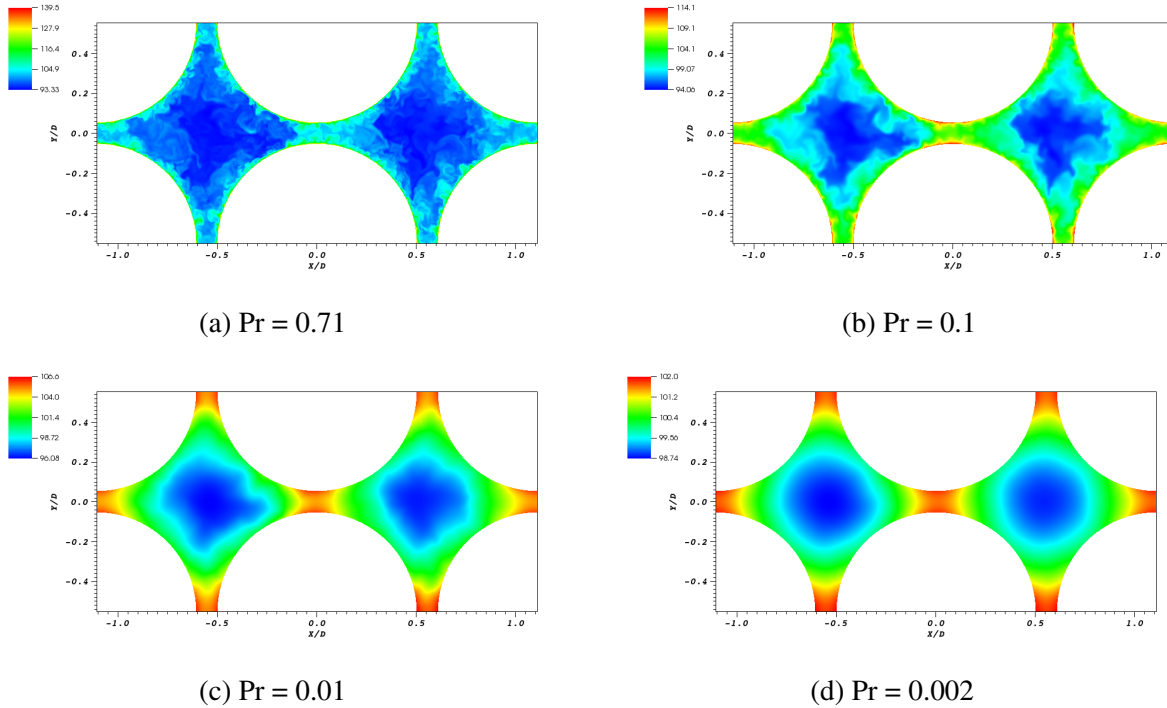 139.5
127.9
116.4
104.9
93.33
0.4
0.2
0.0
-0.2
-0.4
Y/D
-1.0 -0.5 0.0 0.5 1.0
X/D
(a) Pr = 0.71
114.1
109.1
104.1
99.07
94.06
0.4
0.2
0.0
-0.2
-0.4
Y/D
-1.0 -0.5 0.0 0.5 1.0
X/D
(b) Pr = 0.1
106.6
104.0
101.4
98.72
96.08
0.4
0.2
0.0
-0.2
-0.4
Y/D
-1.0 -0.5 0.0 0.5 1.0
X/D
(c) Pr = 0.01
102.0
101.2
100.4
99.56
98.74
0.4
0.2
0.0
-0.2
-0.4
Y/D
-1.0 -0.5 0.0 0.5 1.0
X/D
(d) Pr = 0.002